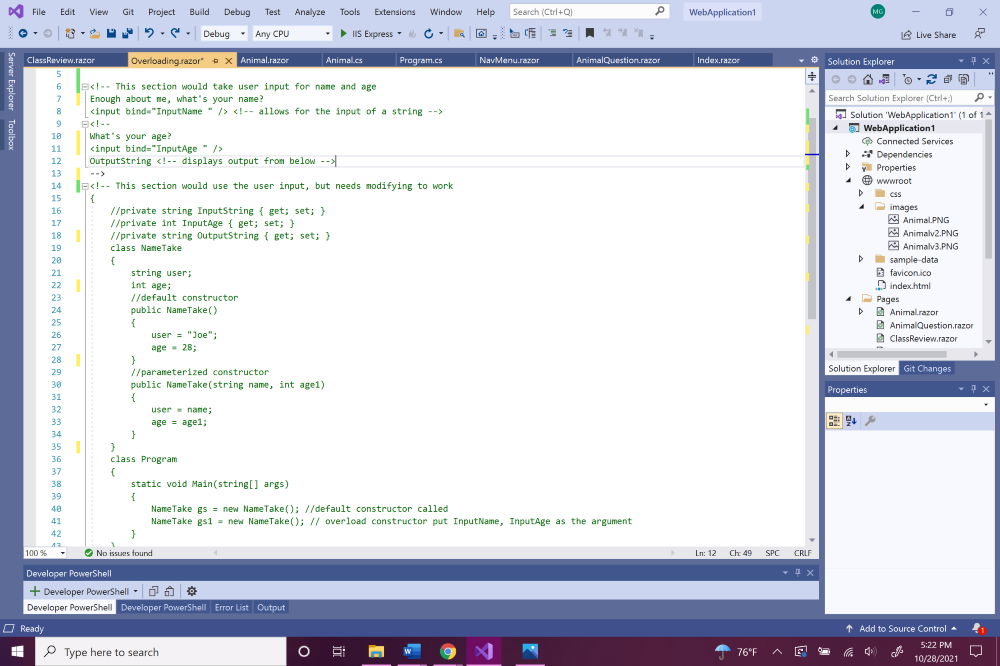 File Edit View Git Project Build Debug Test Analyze Tools Extensions Window Help Search (Ctrl+Q) WebApplication1 MG
Debug Any CPU IIS Express Live Share
Server Explorer
Toolbox
ClassReview.razor Overloading.razor* Animal.razor Animal.cs Program.cs NavMenu.razor AnimalQuestion.razor Index.razor
5
6 <!-- This section would take user input for name and age
7 Enough about me, what's your name?
8 <input bind="InputName " /> <!-- allows for the input of a string -->
9 <!--
10 What's your age?
11 <input bind="InputAge " />
12 OutputString <!-- displays output from below -->
13 -->
14 <!-- This section would use the user input, but needs modifying to work
15 {
16 //private string InputString { get; set; }
17 //private int InputAge { get; set; }
18 //private string OutputString { get; set; }
19 class NameTake
20 {
21 string user;
22 int age;
23 //default constructor
24 public NameTake()
25 {
26 user = "Joe";
27 age = 28;
28 }
29 //parameterized constructor
30 public NameTake(string name, int age1)
31 {
32 user = name;
33 age = age1;
34 }
35 }
36 class Program
37 {
38 static void Main(string[] args)
39 {
40 NameTake gs = new NameTake(); //default constructor called
41 NameTake gs1 = new NameTake(); // overload constructor put InputName, InputAge as the argument
42 }
43 }
100 % No issues found Ln: 12 Ch: 49 SPC CRLF
Developer PowerShell
Developer PowerShell
Developer PowerShell Developer PowerShell Error List Output
Solution Explorer
Search Solution Explorer (Ctrl+;)
Solution 'WebApplication1' (1 of 1
WebApplication1
Connected Services
Dependencies
Properties
wwwroot
css
images
Animal.PNG
Animalv2.PNG
Animalv3.PNG
sample-data
favicon.ico
index.html
Pages
Animal.razor
AnimalQuestion.razor
ClassReview.razor
Solution Explorer Git Changes
Properties
Ready Add to Source Control 1
Type here to search 76°F 5:22 PM
10/28/2021